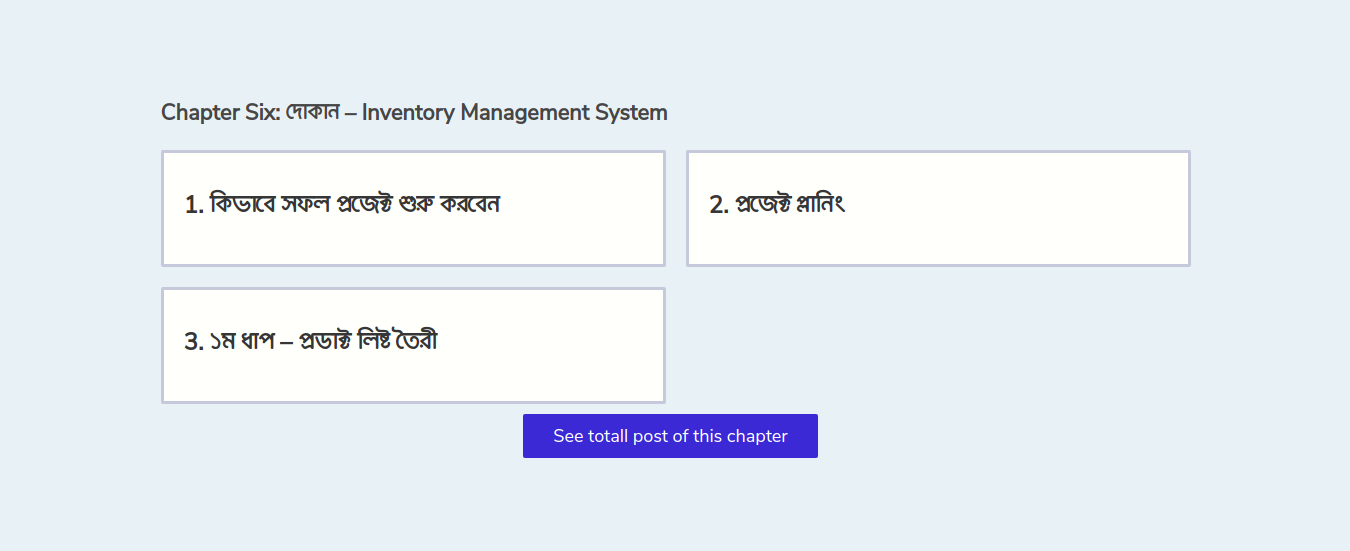 Chapter Six: দোকান – Inventory Management System
1. কিভাবে সফল প্রজেক্ট শুরু করবেন
2. প্রজেক্ট প্লানিং
3. ১ম ধাপ – প্রডাক্ট লিষ্ট তৈরী
See totall post of this chapter